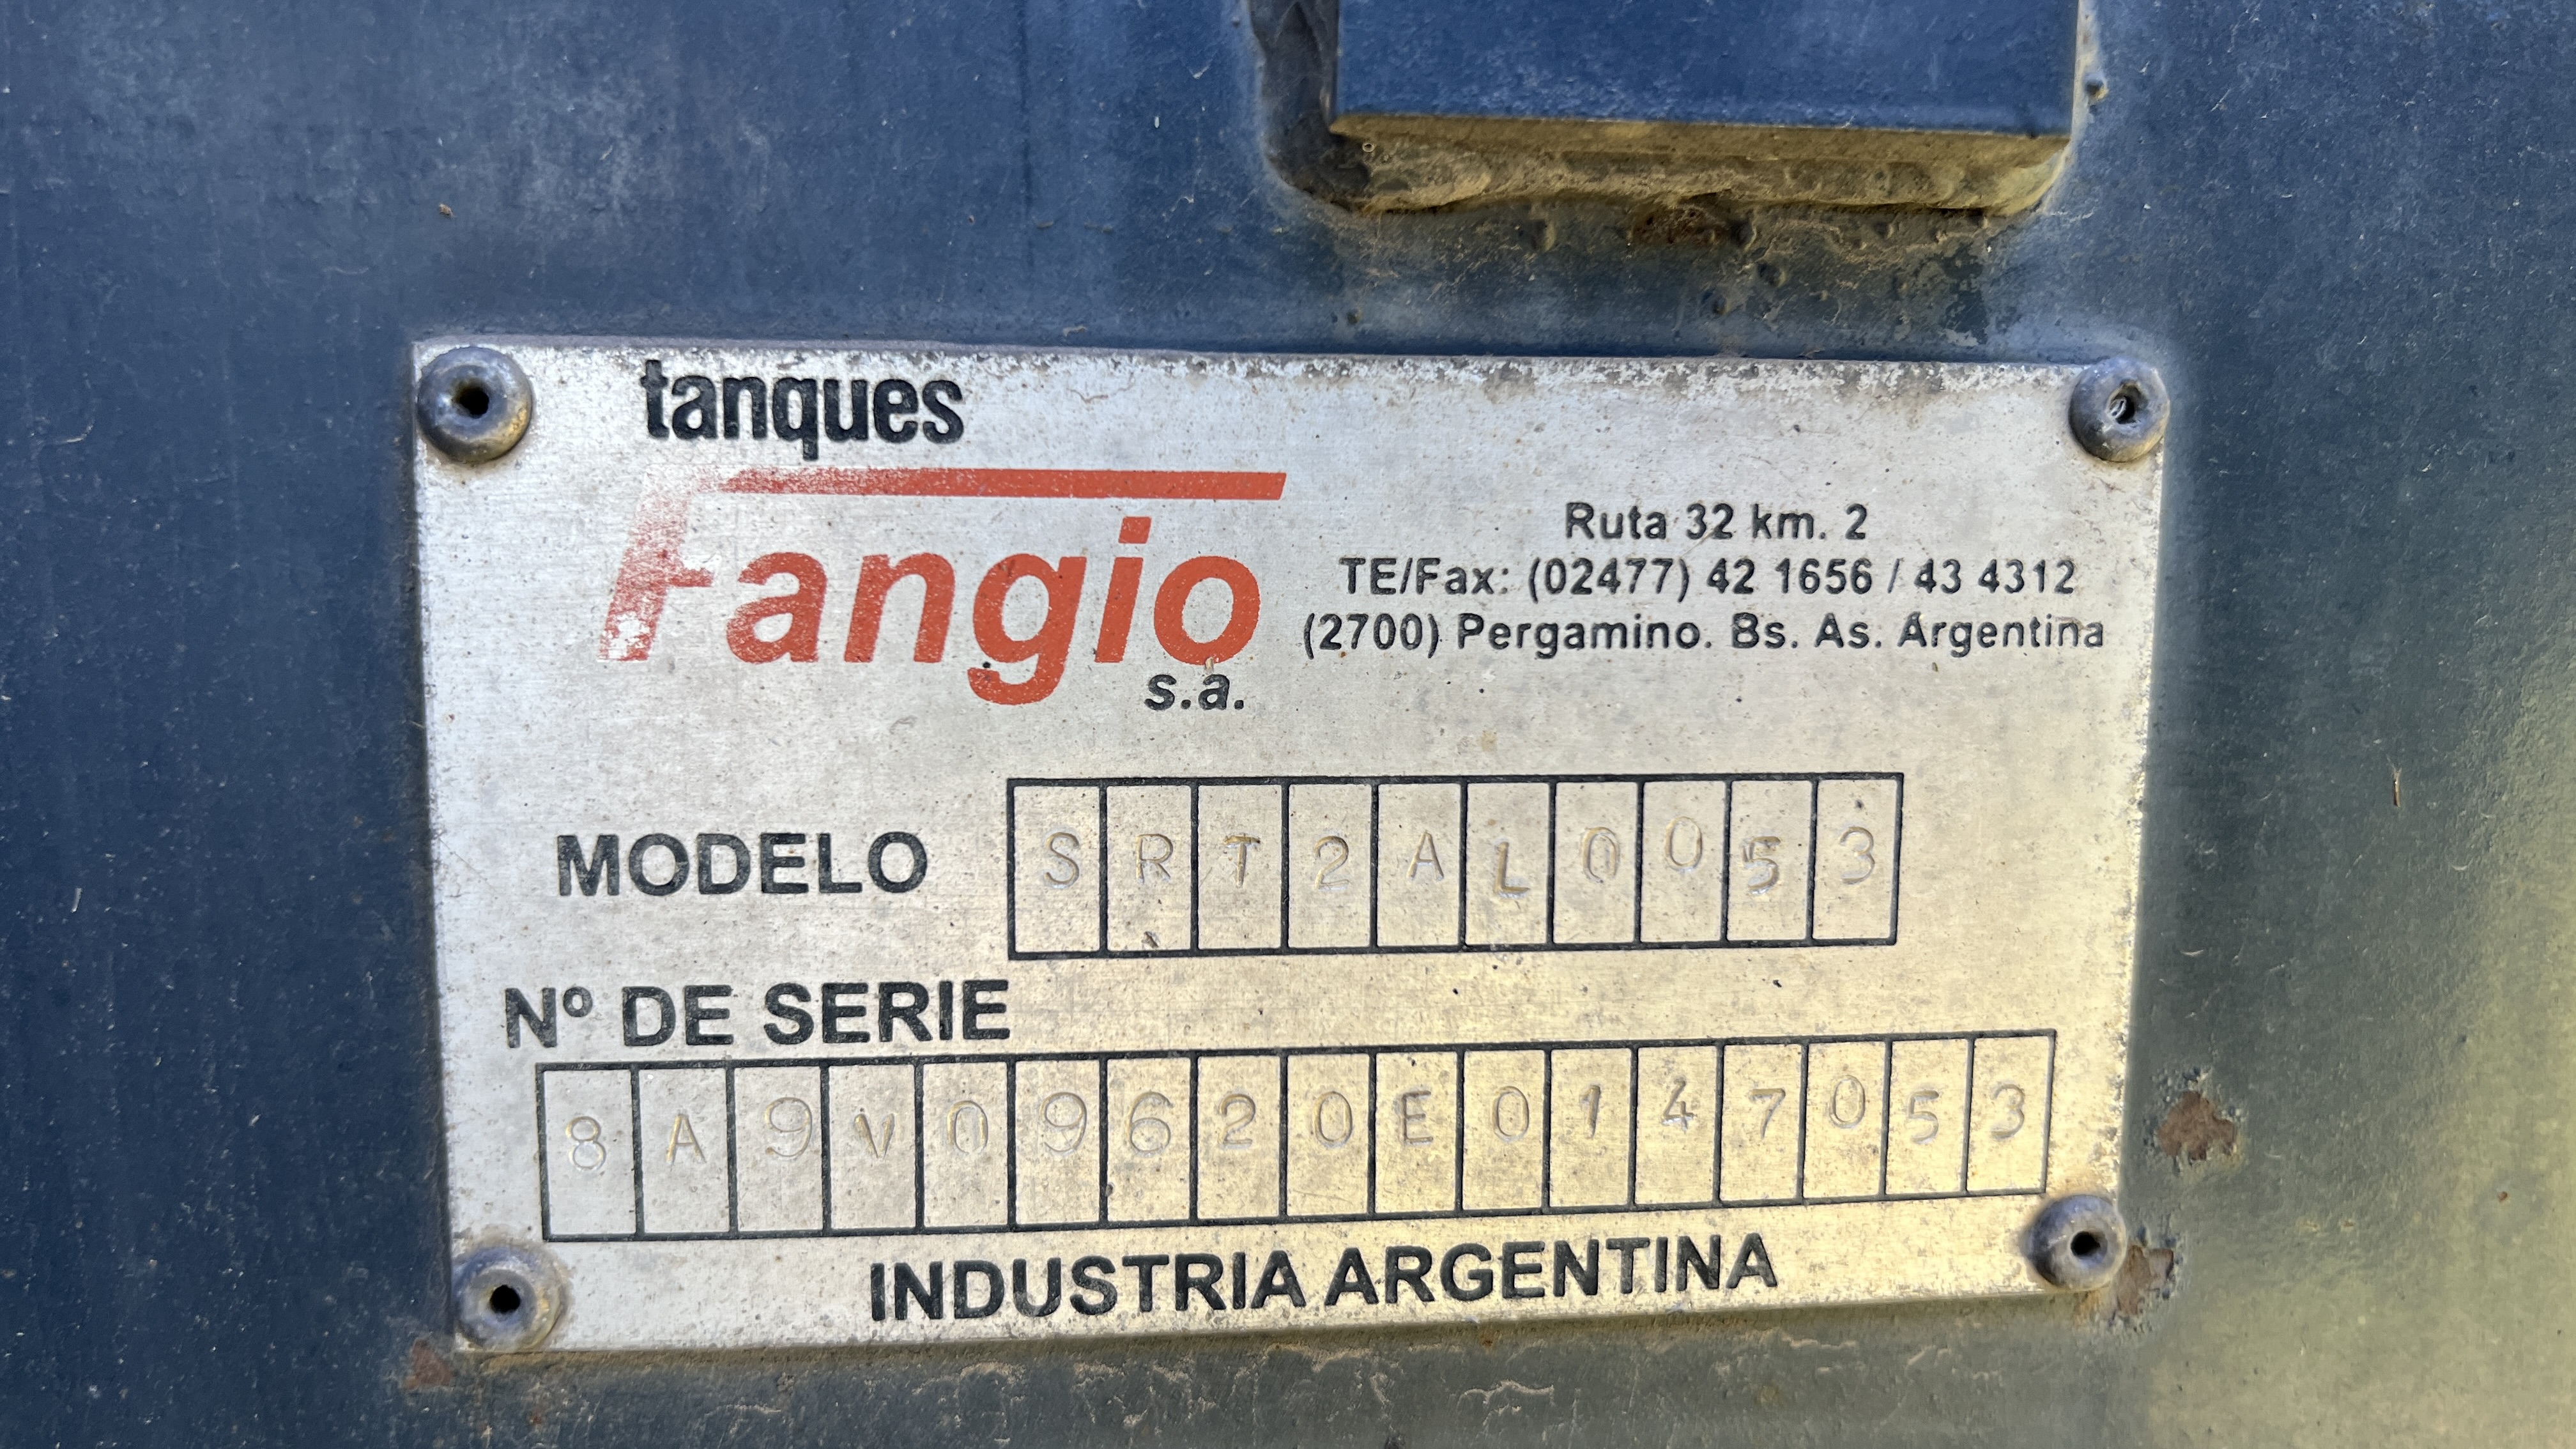 tanques
Fangio
s.a.
Ruta 32 km. 2
TE/Fax: (02477) 42 1656 / 43 4312
(2700) Pergamino. Bs. As. Argentina
MODELO SRT2AL0053
Nº DE SERIE
8A9V09620E0147053
INDUSTRIA ARGENTINA